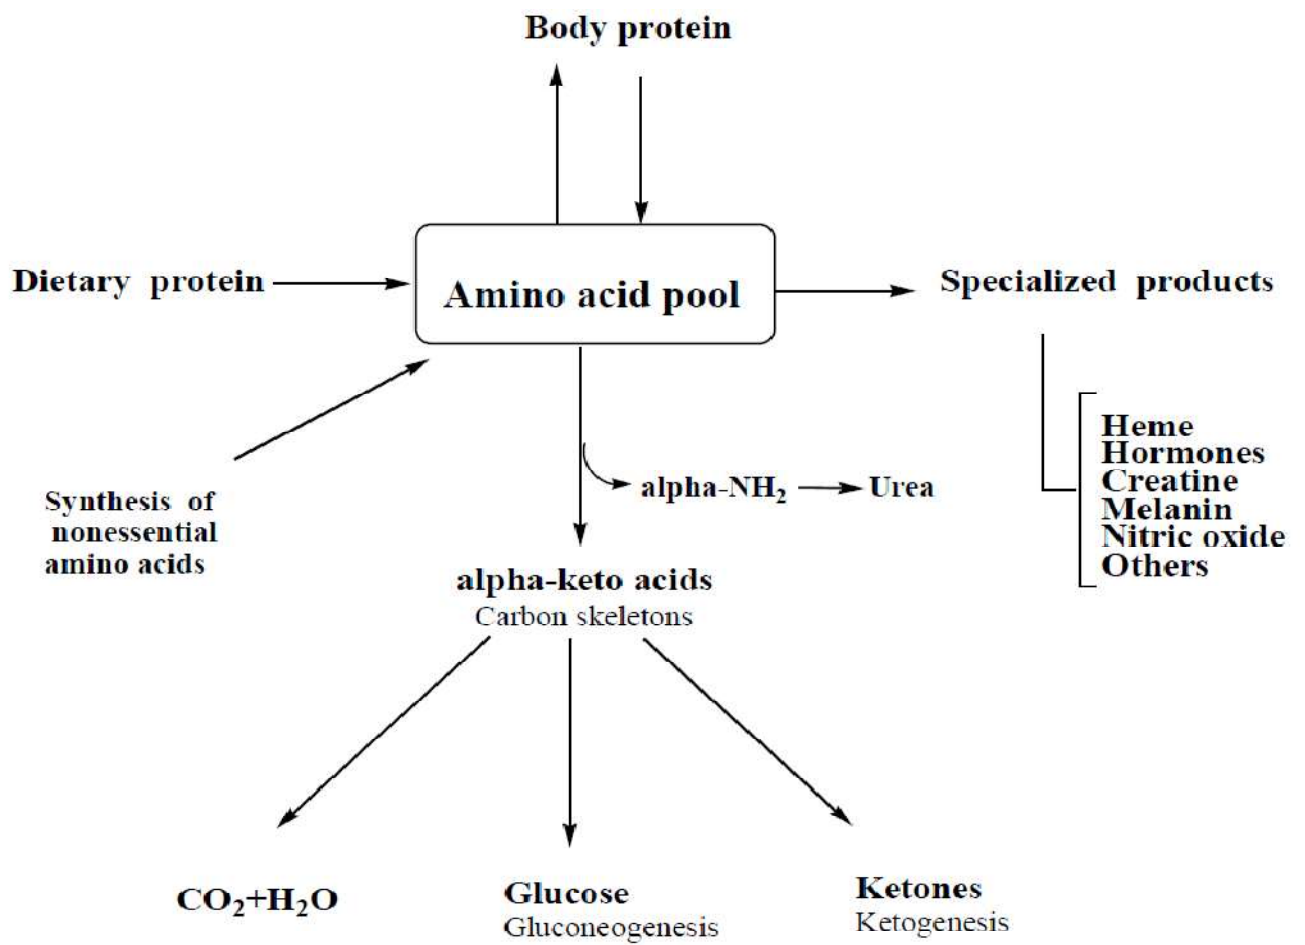 Body protein
Dietary protein
Amino acid pool
Specialized products
Heme
Hormones
Creatine
Melanin
Nitric oxide
Others
alpha-NH₂
Urea
Synthesis of
nonessential
amino acids
alpha-keto acids
Carbon skeletons
CO₂+H₂O
Glucose
Gluconeogenesis
Ketones
Ketogenesis